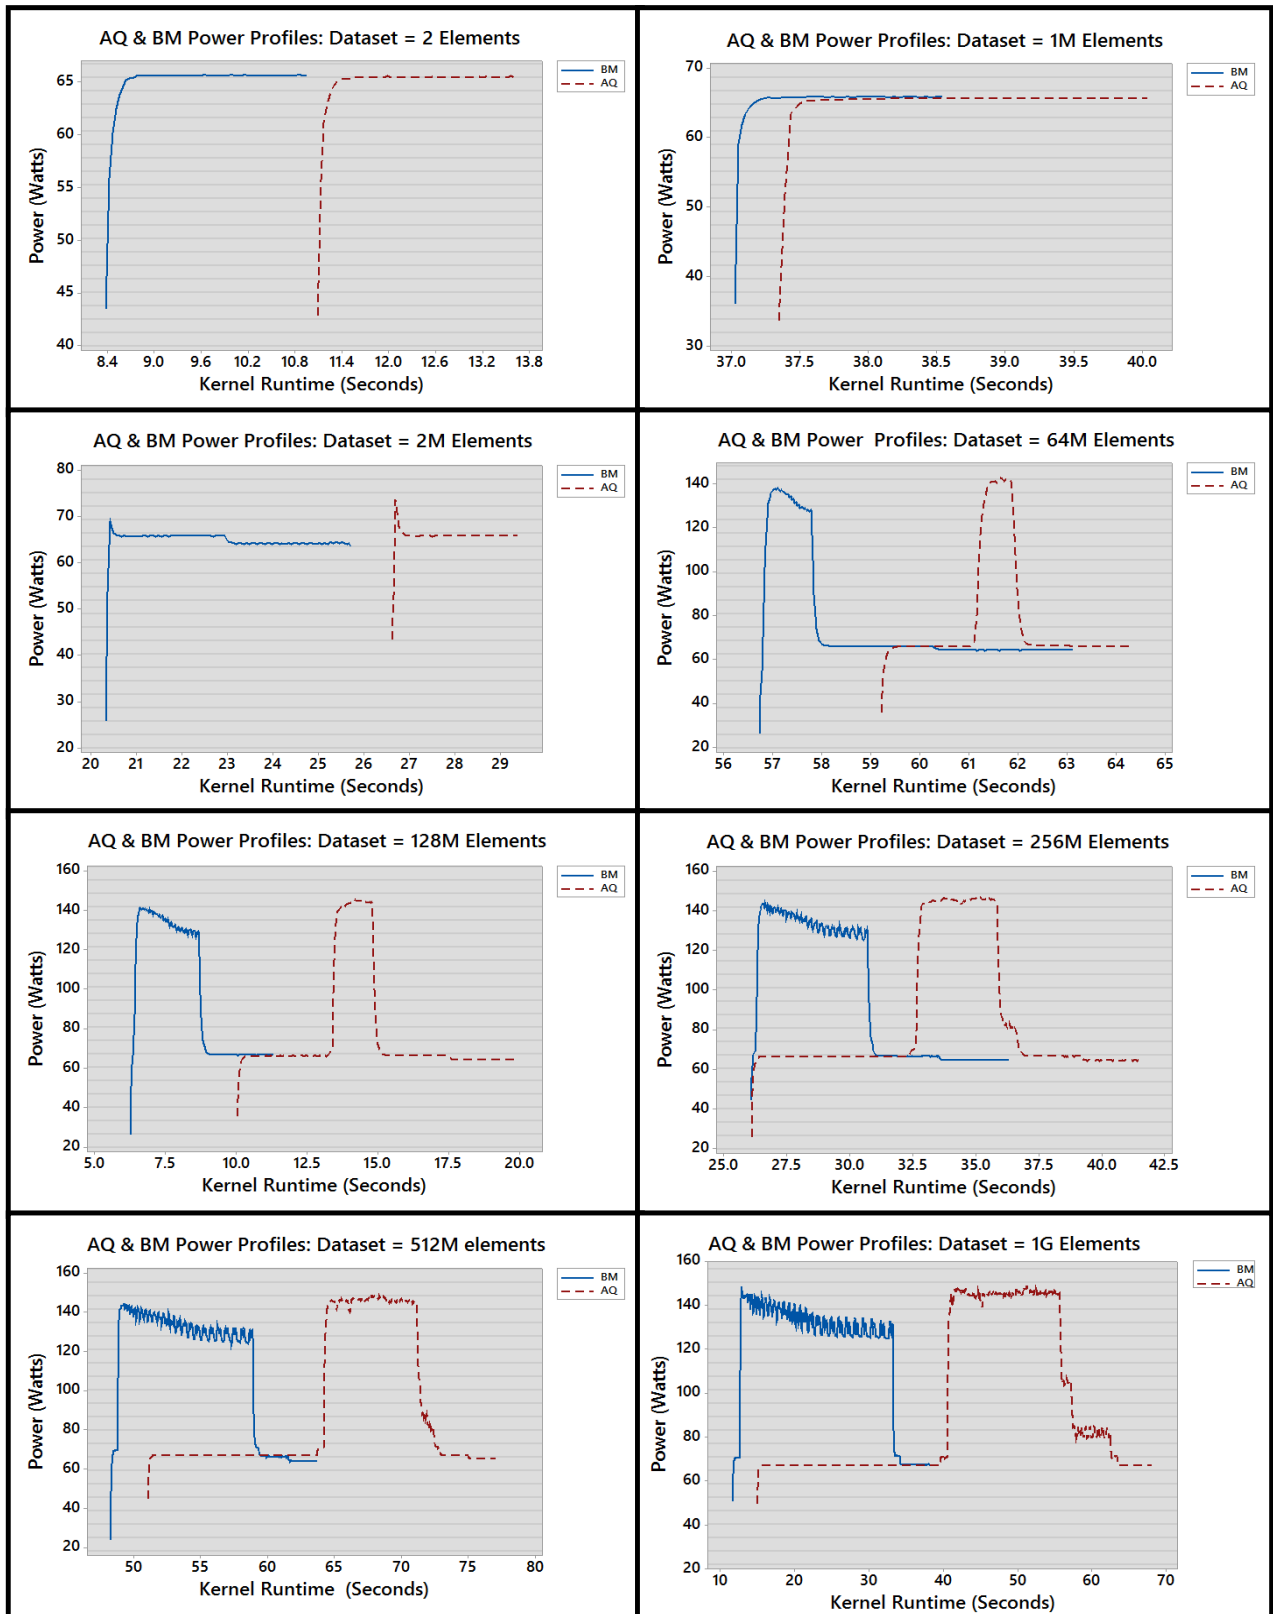 AQ & BM Power Profiles: Dataset = 2 Elements
BM
AQ
65
60
55
50
45
40
Power (Watts)
8.4 9.0 9.6 10.2 10.8 11.4 12.0 12.6 13.2 13.8
Kernel Runtime (Seconds)
AQ & BM Power Profiles: Dataset = 1M Elements
BM
AQ
70
60
50
40
30
Power (Watts)
37.0 37.5 38.0 38.5 39.0 39.5 40.0
Kernel Runtime (Seconds)
AQ & BM Power Profiles: Dataset = 2M Elements
BM
AQ
80
70
60
50
40
30
20
Power (Watts)
20 21 22 23 24 25 26 27 28 29
Kernel Runtime (Seconds)
AQ & BM Power Profiles: Dataset = 64M Elements
BM
AQ
140
120
100
80
60
40
20
Power (Watts)
56 57 58 59 60 61 62 63 64 65
Kernel Runtime (Seconds)
AQ & BM Power Profiles: Dataset = 128M Elements
BM
AQ
160
140
120
100
80
60
40
20
Power (Watts)
5.0 7.5 10.0 12.5 15.0 17.5 20.0
Kernel Runtime (Seconds)
AQ & BM Power Profiles: Dataset = 256M Elements
BM
AQ
160
140
120
100
80
60
40
20
Power (Watts)
25.0 27.5 30.0 32.5 35.0 37.5 40.0 42.5
Kernel Runtime (Seconds)
AQ & BM Power Profiles: Dataset = 512M elements
BM
AQ
160
140
120
100
80
60
40
20
Power (Watts)
50 55 60 65 70 75 80
Kernel Runtime (Seconds)
AQ & BM Power Profiles: Dataset = 1G Elements
BM
AQ
160
140
120
100
80
60
40
20
Power (Watts)
10 20 30 40 50 60 70
Kernel Runtime (Seconds)